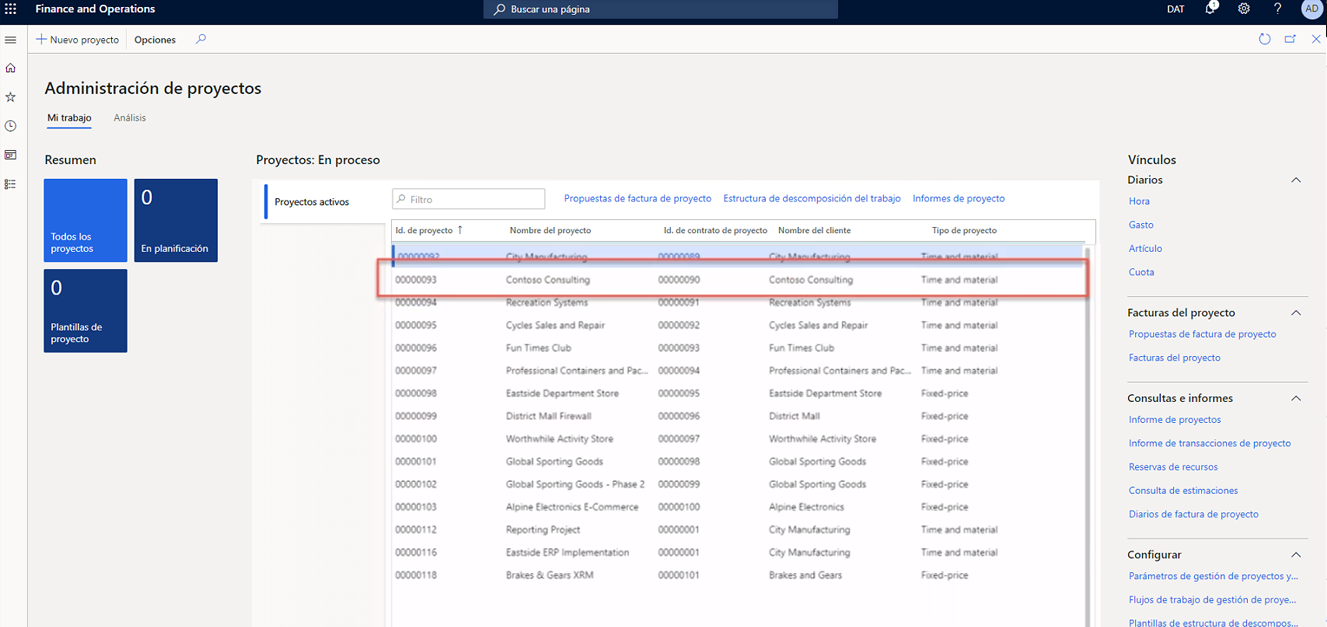 Finance and Operations
Buscar una página
DAT
1
?
AD
Nuevo proyecto
Opciones
Administración de proyectos
Mi trabajo
Análisis
Resumen
Todos los
proyectos
0
En planificación
0
Plantillas de
proyecto
Proyectos: En proceso
Proyectos activos
Filtro
Propuestas de factura de proyecto Estructura de descomposición del trabajo Informes de proyecto
Id. de proyecto ↑ Nombre del proyecto Id. de contrato de proyecto Nombre del cliente Tipo de proyecto
00000092 City Manufacturing 00000089 City Manufacturing Time and material
00000093 Contoso Consulting 00000090 Contoso Consulting Time and material
00000094 Recreation Systems 00000091 Recreation Systems Time and material
00000095 Cycles Sales and Repair 00000092 Cycles Sales and Repair Time and material
00000096 Fun Times Club 00000093 Fun Times Club Time and material
00000097 Professional Containers and Pac... 00000094 Professional Containers and Pac... Time and material
00000098 Eastside Department Store 00000095 Eastside Department Store Fixed-price
00000099 District Mall Firewall 00000096 District Mall Fixed-price
00000100 Worthwhile Activity Store 00000097 Worthwhile Activity Store Fixed-price
00000101 Global Sporting Goods 00000098 Global Sporting Goods Fixed-price
00000102 Global Sporting Goods - Phase 2 00000099 Global Sporting Goods Fixed-price
00000103 Alpine Electronics E-Commerce 00000100 Alpine Electronics Fixed-price
00000112 Reporting Project 00000001 City Manufacturing Time and material
00000116 Eastside ERP Implementation 00000001 City Manufacturing Time and material
00000118 Brakes & Gears XRM 00000101 Brakes and Gears Fixed-price
Vínculos
Diarios
Hora
Gasto
Artículo
Cuota
Facturas del proyecto
Propuestas de factura de proyecto
Facturas del proyecto
Consultas e informes
Informe de proyectos
Informe de transacciones de proyecto
Reservas de recursos
Consulta de estimaciones
Diarios de factura de proyecto
Configurar
Parámetros de gestión de proyectos y...
Flujos de trabajo de gestión de proye...
Plantillas de estructura de descompos...